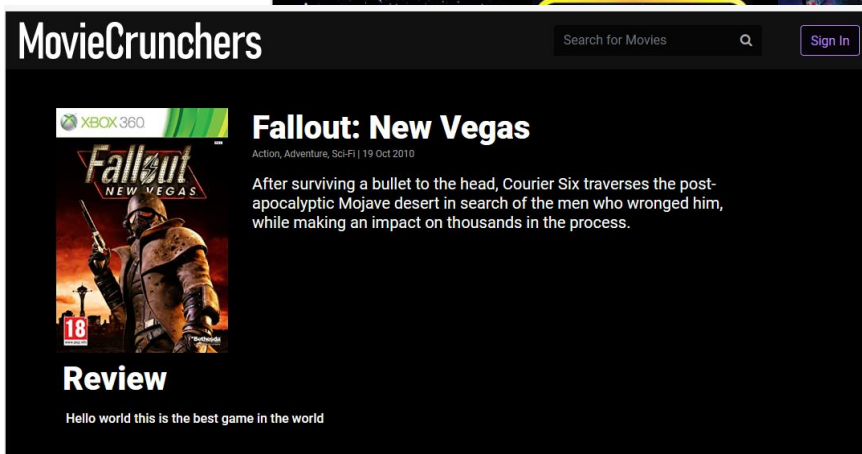 MovieCrunchers
Search for Movies
Sign In
XBOX 360
Fallout
NEW VEGAS
18
Bethesda
Fallout: New Vegas
Action, Adventure, Sci-Fi | 19 Oct 2010
After surviving a bullet to the head, Courier Six traverses the post-
apocalyptic Mojave desert in search of the men who wronged him,
while making an impact on thousands in the process.
Review
Hello world this is the best game in the world